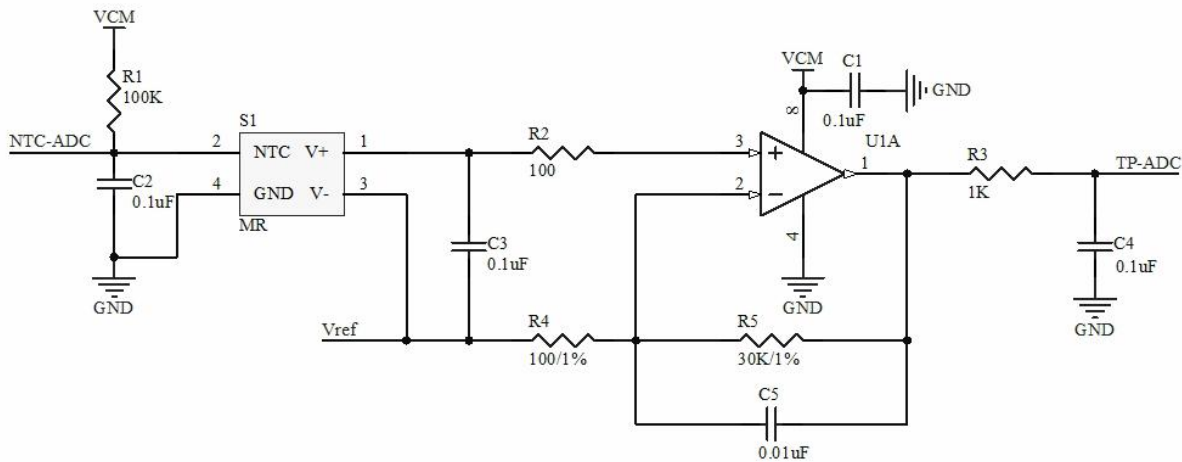 VCM
R1
100K
NTC-ADC
C2
0.1uF
GND
S1
2
4
NTC V+
GND V-
1
3
MR
C3
0.1uF
Vref
R2
100
R4
100/1%
VCM
C1
0.1uF
GND
8
U1A
3
2
+
−
1
4
GND
R5
30K/1%
C5
0.01uF
R3
1K
TP-ADC
C4
0.1uF
GND